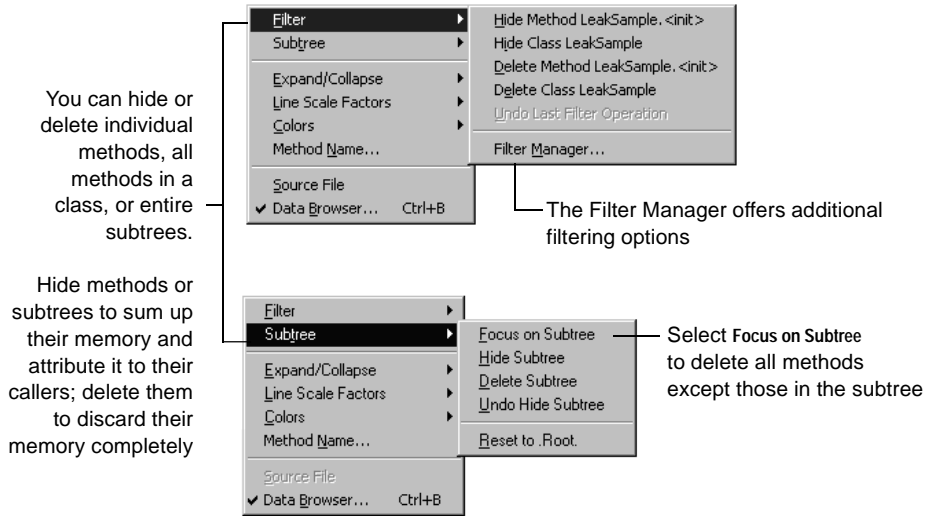 You can hide or
delete individual
methods, all
methods in a
class, or entire
subtrees.
Hide methods or
subtrees to sum up
their memory and
attribute it to their
callers; delete them
to discard their
memory completely
Filter
Subtree
Expand/Collapse
Line Scale Factors
Colors
Method Name...
Source File
✔ Data Browser... Ctrl+B
Hide Method LeakSample.<init>
Hide Class LeakSample
Delete Method LeakSample.<init>
Delete Class LeakSample
Undo Last Filter Operation
Filter Manager...
The Filter Manager offers additional
filtering options
Filter
Subtree
Expand/Collapse
Line Scale Factors
Colors
Method Name...
Source File
✔ Data Browser... Ctrl+B
Focus on Subtree
Hide Subtree
Delete Subtree
Undo Hide Subtree
Reset to .Root.
Select Focus on Subtree
to delete all methods
except those in the subtree